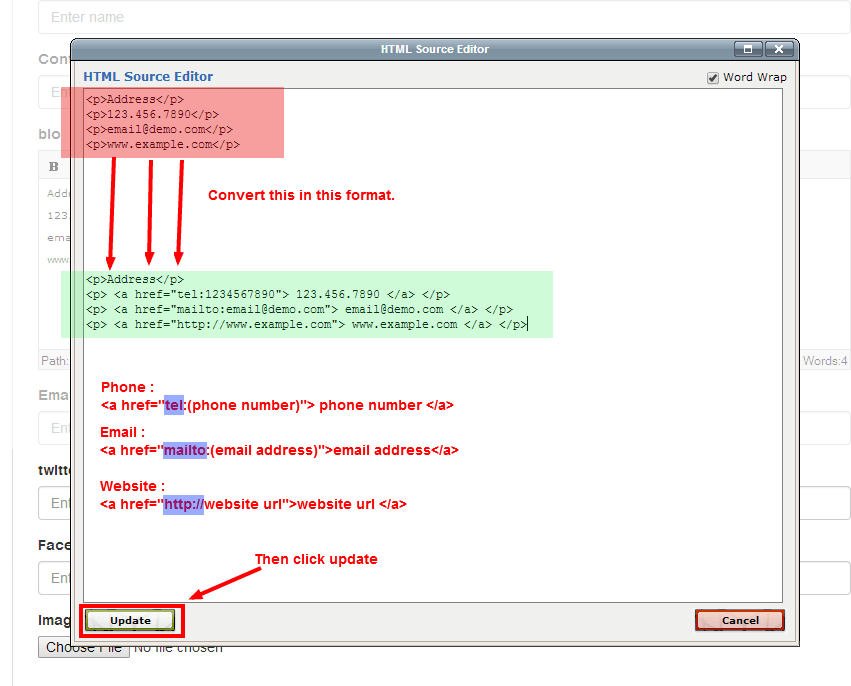 Enter name
HTML Source Editor
Cont
HTML Source Editor
Word Wrap
En
<p>Address</p>
<p>123.456.7890</p>
<p>email@demo.com</p>
<p>www.example.com</p>
blo
B
Convert this in this format.
Addr
123
ema
www
<p>Address</p>
<p> <a href="tel:1234567890"> 123.456.7890 </a> </p>
<p> <a href="mailto:email@demo.com"> email@demo.com </a> </p>
<p> <a href="http://www.example.com"> www.example.com </a> </p>
Path:
Words:4
Phone :
<a href="tel:(phone number)"> phone number </a>
Ema
En
Email :
<a href="mailto:(email address)">email address</a>
twitte
Website :
<a href="http://website url">website url </a>
Ent
Face
Then click update
Ent
Imag
Update
Cancel
Choose File
No file chosen